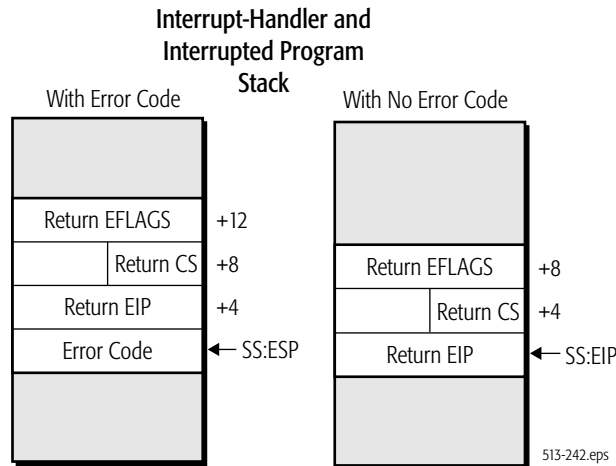 Interrupt-Handler and
Interrupted Program
Stack
With Error Code
With No Error Code
Return EFLAGS +12
Return CS +8
Return EIP +4
Error Code SS:ESP
Return EFLAGS +8
Return CS +4
Return EIP SS:EIP
513-242.eps